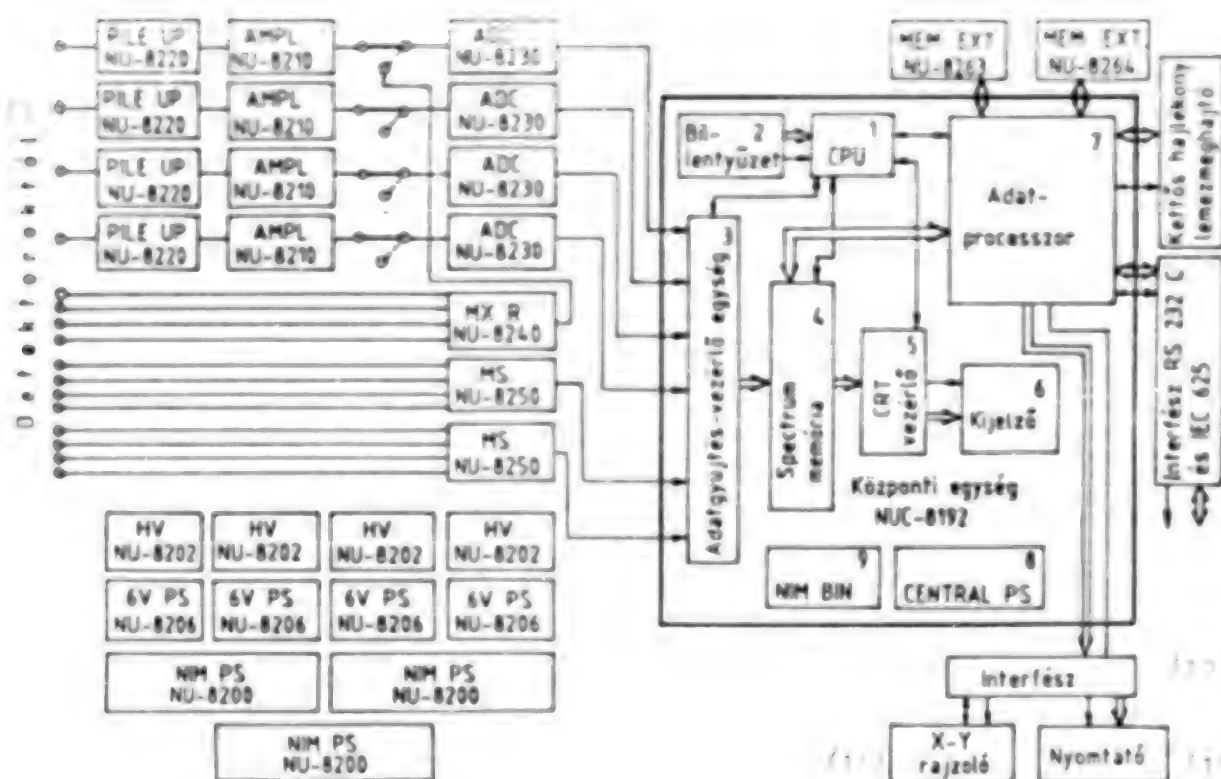 Detektoroktól
PILE UP
NU-8220
AMPL
NU-8210
ADC
NU-8230
PILE UP
NU-8220
AMPL
NU-8210
ADC
NU-8230
PILE UP
NU-8220
AMPL
NU-8210
ADC
NU-8230
PILE UP
NU-8220
AMPL
NU-8210
ADC
NU-8230
MX R
NU-8240
MS
NU-8250
MS
NU-8250
HV
NU-8202
HV
NU-8202
HV
NU-8202
HV
NU-8202
6V PS
NU-8206
6V PS
NU-8206
6V PS
NU-8206
6V PS
NU-8206
NIM PS
NU-8200
NIM PS
NU-8200
NIM PS
NU-8200
MEM. EXT
NU-8263
MEM. EXT
NU-8264
Bil- 2
lentyűzet
1
CPU
7
Adat-
processzor
Kettős hajlékony
lemezmeghajtó
Adatgyujtés-vezérlő egység 3
4
Spectrum
memória
5
CRT
vezérlő
6
Kijelző
Interfész RS 232 C
és IEC 625
Központi egység
NUC-8192
9
NIM BIN
8
CENTRAL PS
Interfész
X-Y
rajzoló
Nyomtató